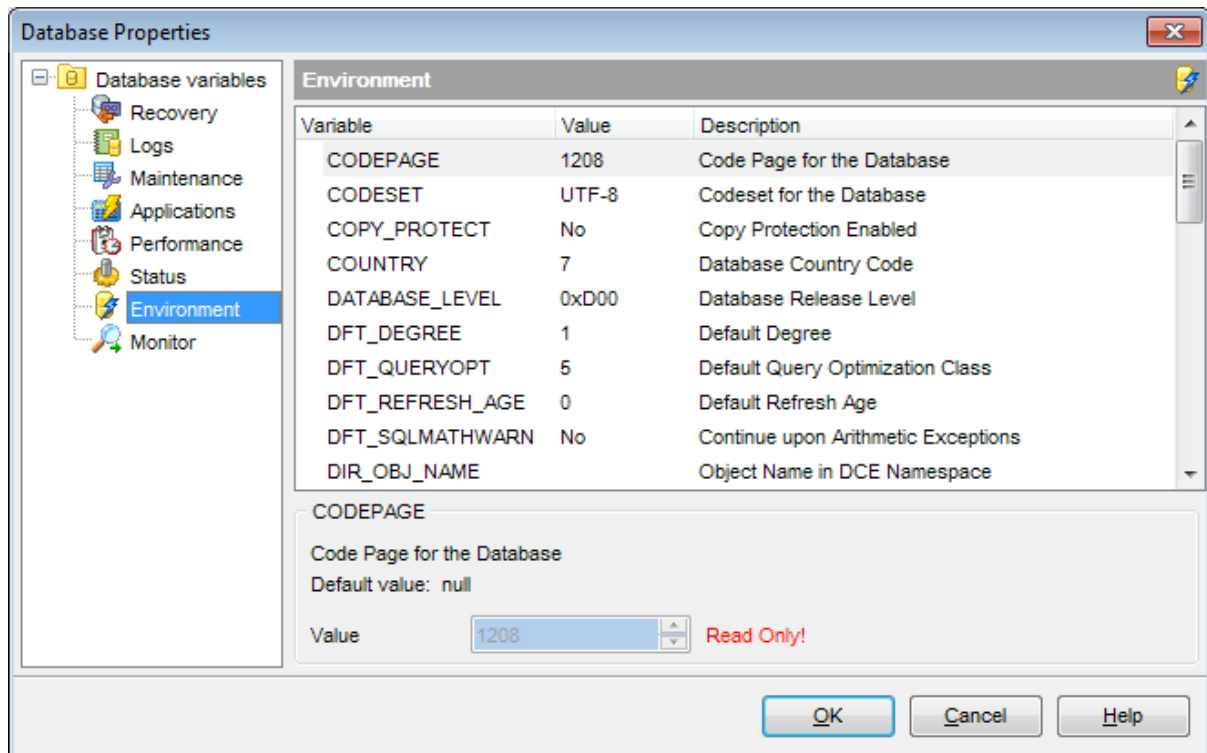 Database Properties
Database variables
Recovery
Logs
Maintenance
Applications
Performance
Status
Environment
Monitor
Environment
Variable Value Description
CODEPAGE 1208 Code Page for the Database
CODESET UTF-8 Codeset for the Database
COPY_PROTECT No Copy Protection Enabled
COUNTRY 7 Database Country Code
DATABASE_LEVEL 0xD00 Database Release Level
DFT_DEGREE 1 Default Degree
DFT_QUERYOPT 5 Default Query Optimization Class
DFT_REFRESH_AGE 0 Default Refresh Age
DFT_SQLMATHWARN No Continue upon Arithmetic Exceptions
DIR_OBJ_NAME Object Name in DCE Namespace
CODEPAGE
Code Page for the Database
Default value: null
Value 1208 Read Only!
OK Cancel Help